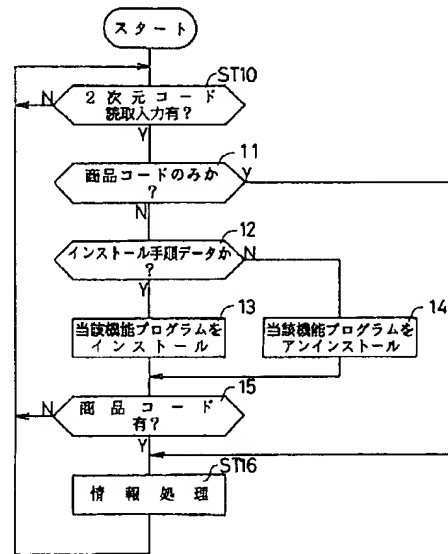 スタート
ST10
2次元コード
読取入力有?
N
Y
11
商品コードのみか
?
Y
N
12
インストール手順データか
?
N
Y
13
当該機能プログラムを
インストール
14
当該機能プログラムを
アンインストール
15
商品コード
有?
N
Y
ST16
情報処理